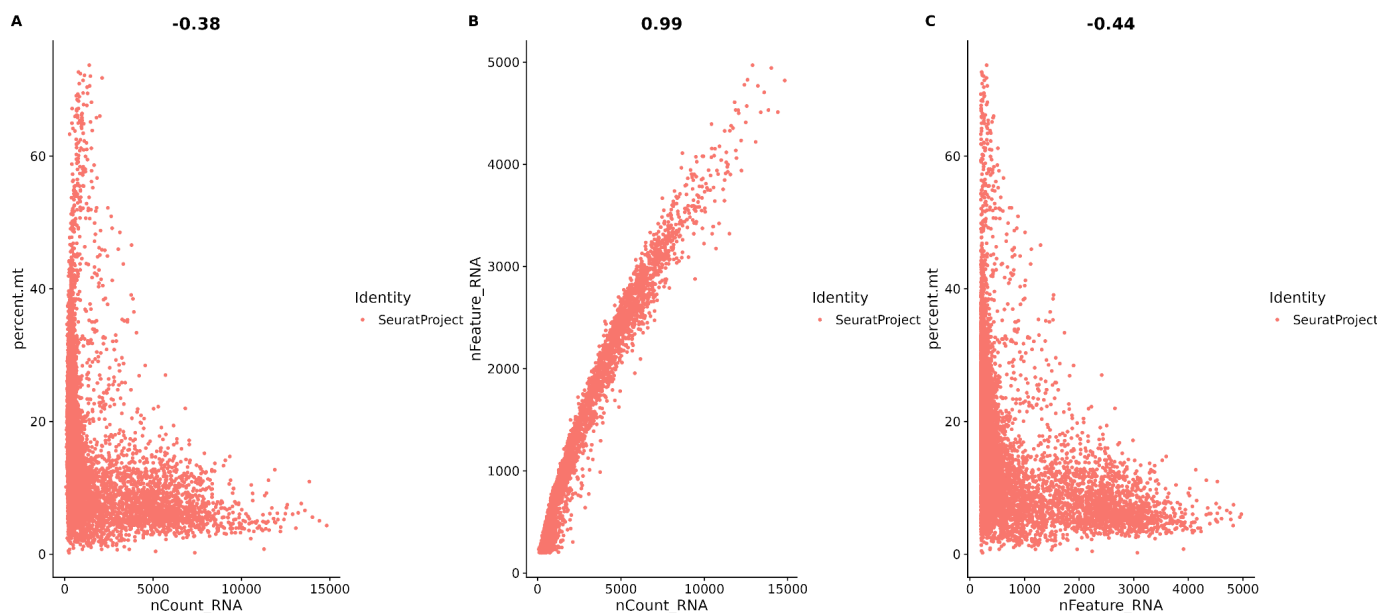 A
-0.38
percent.mt
60
40
20
0
0
5000
10000
15000
nCount_RNA
Identity
SeuratProject
B
0.99
nFeature_RNA
5000
4000
3000
2000
1000
0
0
5000
10000
15000
nCount_RNA
Identity
SeuratProject
C
-0.44
percent.mt
60
40
20
0
0
1000
2000
3000
4000
5000
nFeature_RNA
Identity
SeuratProject